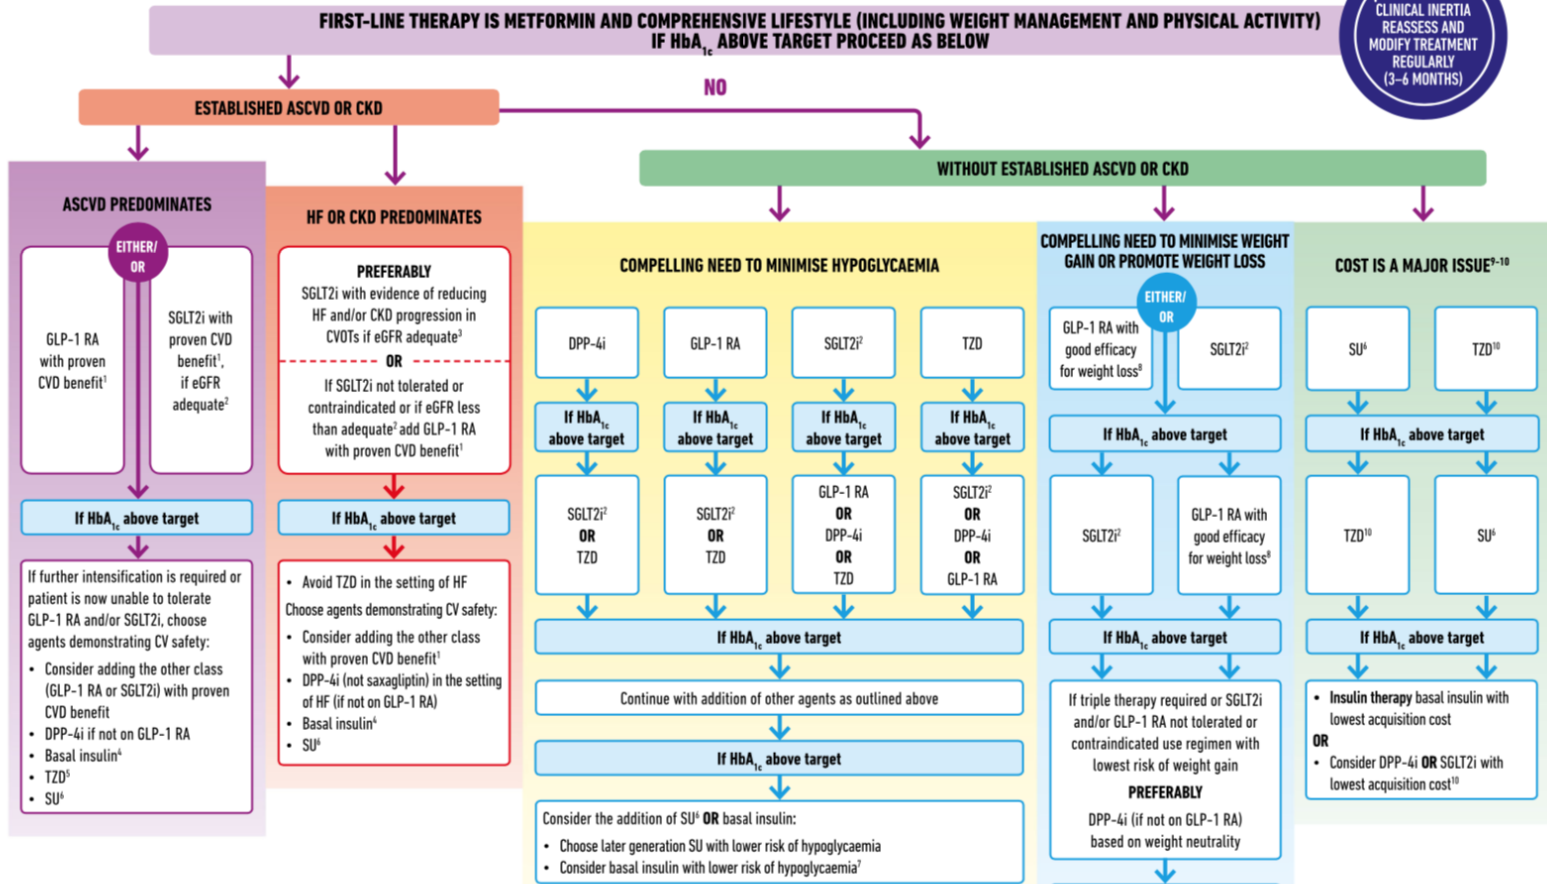 FIRST-LINE THERAPY IS METFORMIN AND COMPREHENSIVE LIFESTYLE (INCLUDING WEIGHT MANAGEMENT AND PHYSICAL ACTIVITY)
IF HbA1c ABOVE TARGET PROCEED AS BELOW
CLINICAL INERTIA
REASSESS AND
MODIFY TREATMENT
REGULARLY
(3–6 MONTHS)
NO
ESTABLISHED ASCVD OR CKD
WITHOUT ESTABLISHED ASCVD OR CKD
ASCVD PREDOMINATES
EITHER/
OR
GLP-1 RA
with proven
CVD benefit¹
SGLT2i with
proven CVD
benefit¹,
if eGFR
adequate²
If HbA1c above target
If further intensification is required or
patient is now unable to tolerate
GLP-1 RA and/or SGLT2i, choose
agents demonstrating CV safety:
• Consider adding the other class
(GLP-1 RA or SGLT2i) with proven
CVD benefit
• DPP-4i if not on GLP-1 RA
• Basal insulin⁴
• TZD⁵
• SU⁶
HF OR CKD PREDOMINATES
PREFERABLY
SGLT2i with evidence of reducing
HF and/or CKD progression in
CVOTs if eGFR adequate³
OR
If SGLT2i not tolerated or
contraindicated or if eGFR less
than adequate² add GLP-1 RA
with proven CVD benefit¹
If HbA1c above target
• Avoid TZD in the setting of HF
Choose agents demonstrating CV safety:
• Consider adding the other class
with proven CVD benefit¹
• DPP-4i (not saxagliptin) in the setting
of HF (if not on GLP-1 RA)
• Basal insulin⁴
• SU⁶
COMPELLING NEED TO MINIMISE HYPOGLYCAEMIA
DPP-4i
If HbA1c
above target
SGLT2i²
OR
TZD
GLP-1 RA
If HbA1c
above target
SGLT2i²
OR
TZD
SGLT2i²
If HbA1c
above target
GLP-1 RA
OR
DPP-4i
OR
TZD
TZD
If HbA1c
above target
SGLT2i²
OR
DPP-4i
OR
GLP-1 RA
If HbA1c above target
Continue with addition of other agents as outlined above
If HbA1c above target
Consider the addition of SU⁶ OR basal insulin:
• Choose later generation SU with lower risk of hypoglycaemia
• Consider basal insulin with lower risk of hypoglycaemia⁷
COMPELLING NEED TO MINIMISE WEIGHT
GAIN OR PROMOTE WEIGHT LOSS
EITHER/
OR
GLP-1 RA with
good efficacy
for weight loss⁸
SGLT2i²
If HbA1c above target
SGLT2i²
GLP-1 RA with
good efficacy
for weight loss⁸
If HbA1c above target
If triple therapy required or SGLT2i
and/or GLP-1 RA not tolerated or
contraindicated use regimen with
lowest risk of weight gain
PREFERABLY
DPP-4i (if not on GLP-1 RA)
based on weight neutrality
COST IS A MAJOR ISSUE⁹⁻¹⁰
SU⁶
TZD¹⁰
If HbA1c above target
TZD¹⁰
SU⁶
If HbA1c above target
• Insulin therapy basal insulin with
lowest acquisition cost
OR
• Consider DPP-4i OR SGLT2i with
lowest acquisition cost¹⁰